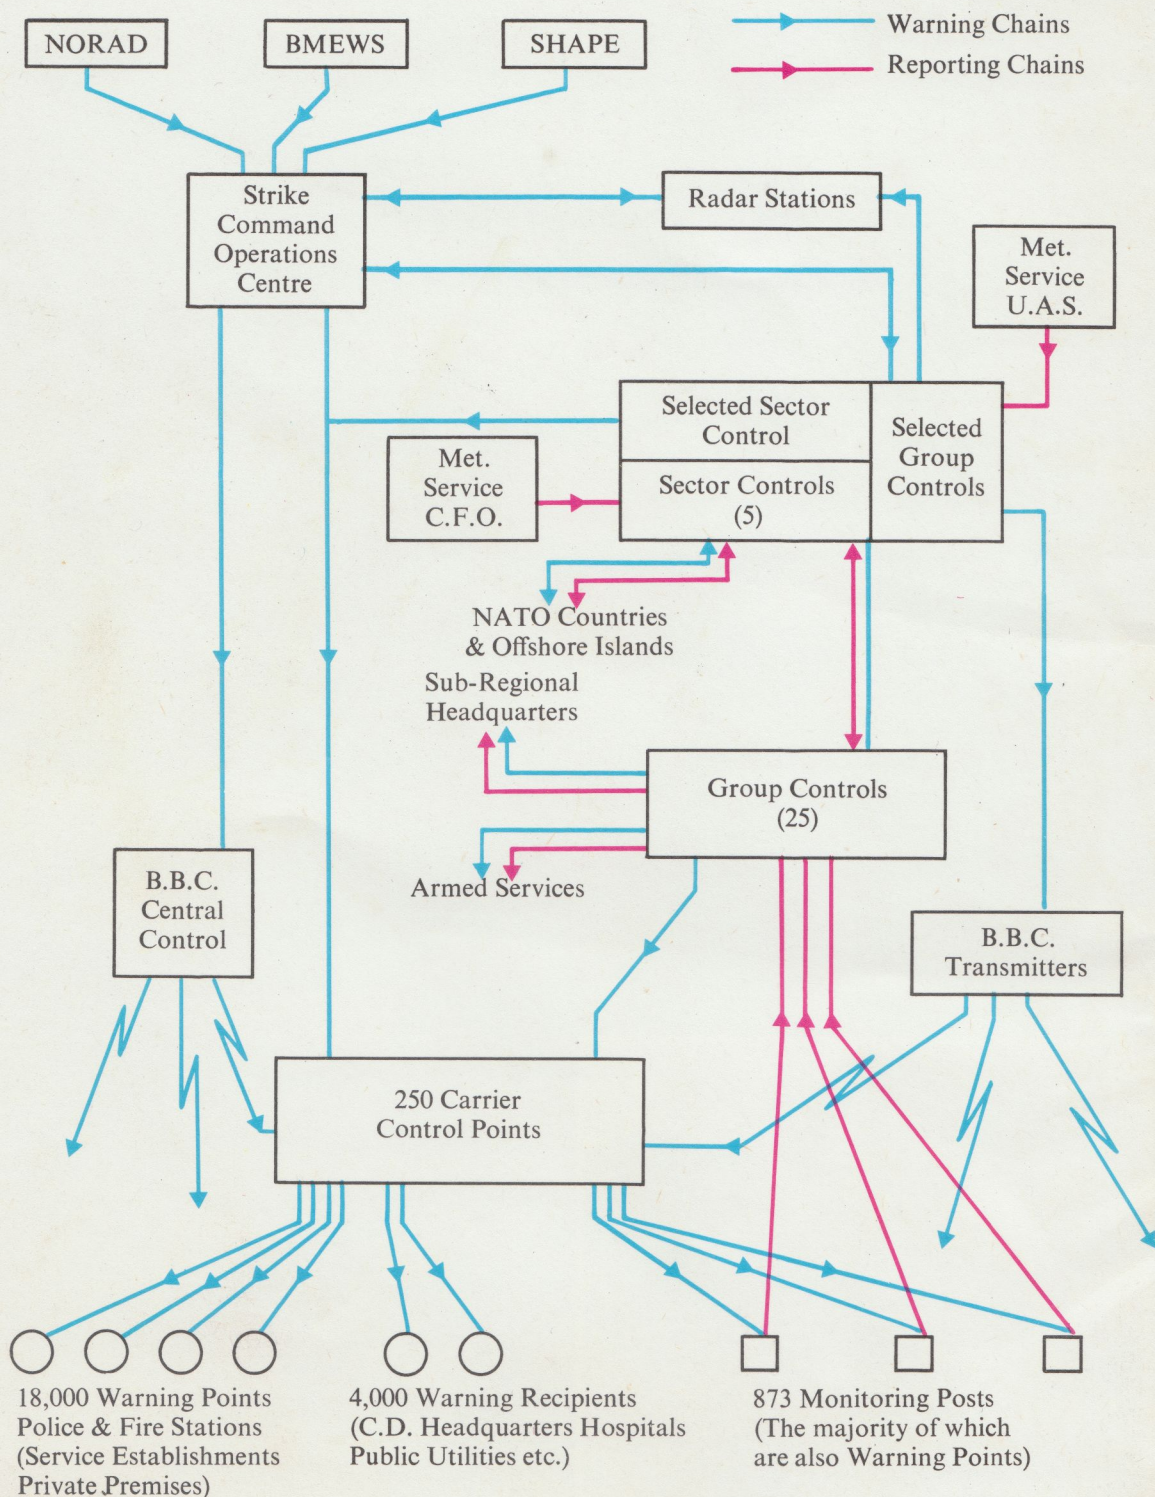 NORAD
BMEWS
SHAPE
Warning Chains
Reporting Chains
Strike
Command
Operations
Centre
Radar Stations
Met.
Service
U.A.S.
Selected Sector
Control
Selected
Group
Controls
Met.
Service
C.F.O.
Sector Controls
(5)
NATO Countries
& Offshore Islands
Sub-Regional
Headquarters
Group Controls
(25)
Armed Services
B.B.C.
Central
Control
B.B.C.
Transmitters
250 Carrier
Control Points
18,000 Warning Points
Police & Fire Stations
(Service Establishments
Private Premises)
4,000 Warning Recipients
(C.D. Headquarters Hospitals
Public Utilities etc.)
873 Monitoring Posts
(The majority of which
are also Warning Points)